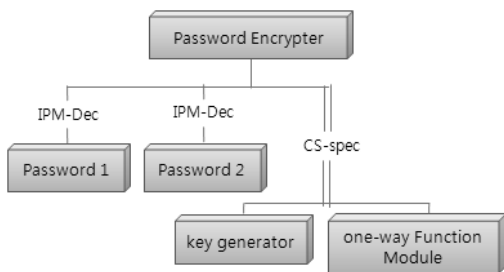 Password Encrypter
IPM-Dec
IPM-Dec
Password 1
Password 2
CS-spec
key generator
one-way Function
Module